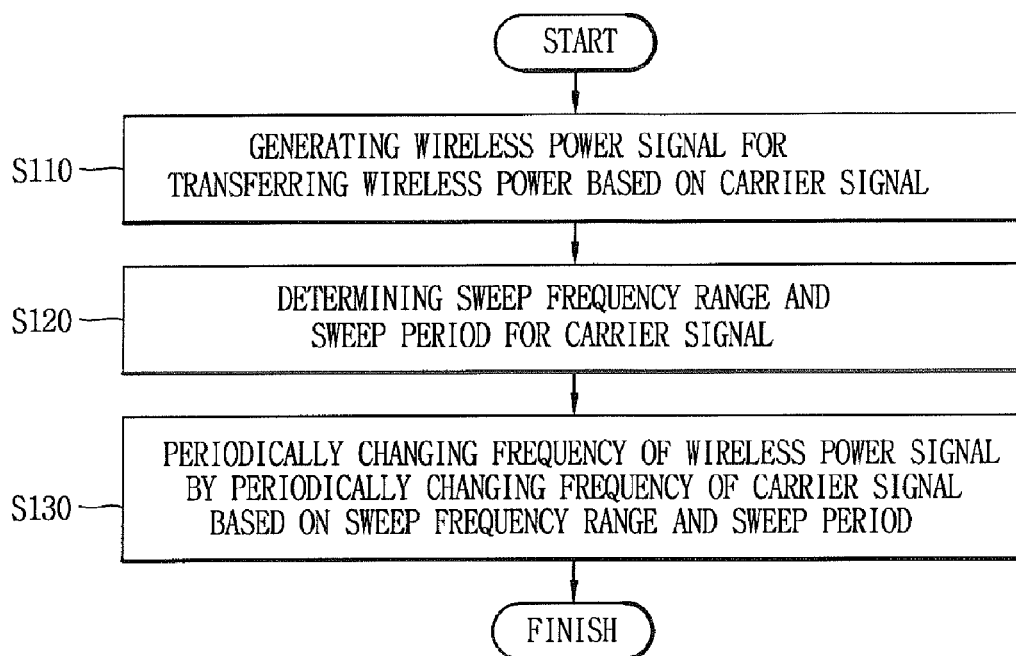 START
S110
GENERATING WIRELESS POWER SIGNAL FOR
TRANSFERRING WIRELESS POWER BASED ON CARRIER SIGNAL
S120
DETERMINING SWEEP FREQUENCY RANGE AND
SWEEP PERIOD FOR CARRIER SIGNAL
S130
PERIODICALLY CHANGING FREQUENCY OF WIRELESS POWER SIGNAL
BY PERIODICALLY CHANGING FREQUENCY OF CARRIER SIGNAL
BASED ON SWEEP FREQUENCY RANGE AND SWEEP PERIOD
FINISH